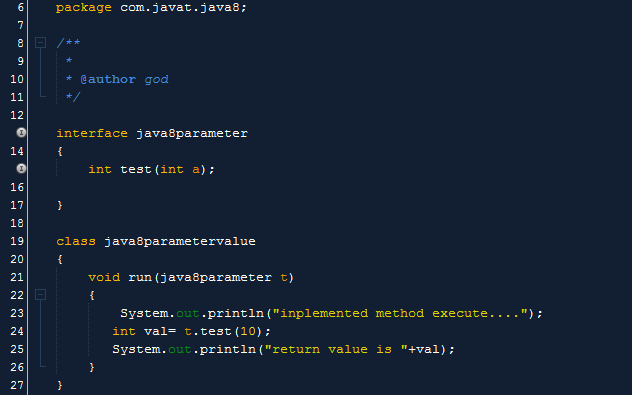 6 package com.javat.java8;
7
8 /**
9 *
10 * @author god
11 */
12
interface java8parameter
14 {
int test(int a);
16
17 }
18
19 class java8parametervalue
20 {
21 void run(java8parameter t)
22 {
23 System.out.println("inplemented method execute....");
24 int val= t.test(10);
25 System.out.println("return value is "+val);
26 }
27 }